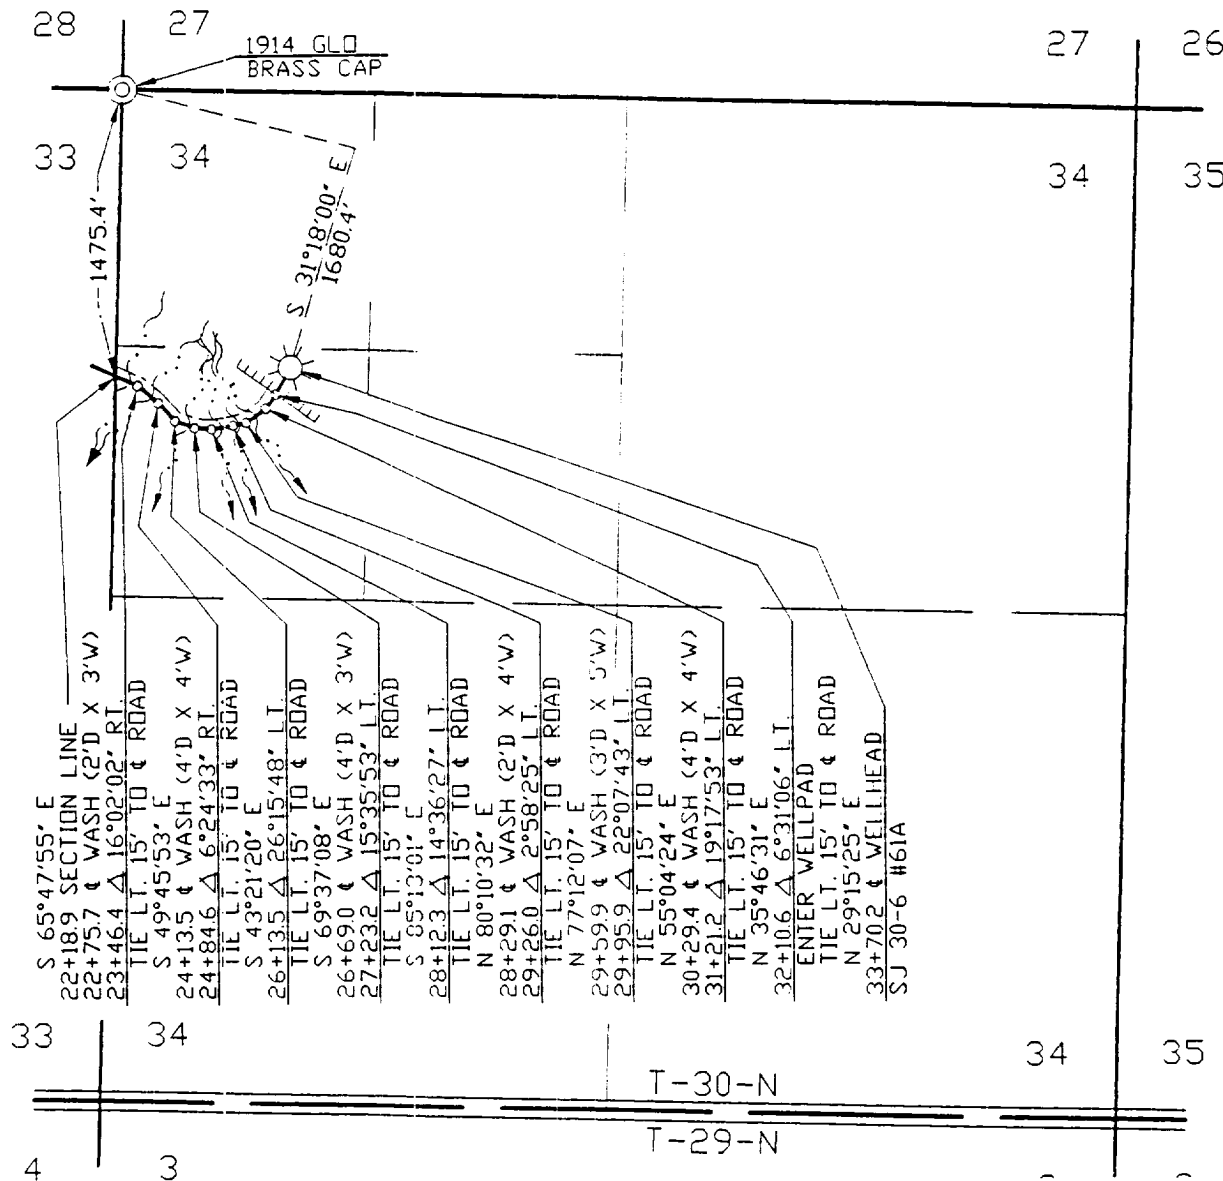 28
27
27
26
1914 GLO
BRASS CAP
33
34
34
35
1475.4'
S 31°18'00" E
1680.4'
S 65°47'55" E
22+18.9 SECTION LINE
22+75.7 ℄ WASH (2'D X 3'W)
23+46.4 △ 16°02'02" RT.
TIE LT. 15' TO ℄ ROAD
S 49°45'53" E
24+13.5 ℄ WASH (4'D X 4'W)
24+84.6 △ 6°24'33" RT.
TIE LT. 15' TO ℄ ROAD
S 43°21'20" E
26+13.5 △ 26°15'48" LT.
TIE LT. 15' TO ℄ ROAD
S 69°37'08" E
26+69.0 ℄ WASH (4'D X 3'W)
27+23.2 △ 15°35'53" LT.
TIE LT. 15' TO ℄ ROAD
S 85°13'01" E
28+12.3 △ 14°36'27" LT.
TIE LT. 15' TO ℄ ROAD
N 80°10'32" E
28+29.1 ℄ WASH (2'D X 4'W)
29+26.0 △ 2°58'25" LT.
TIE LT. 15' TO ℄ ROAD
N 77°12'07" E
29+59.9 ℄ WASH (3'D X 5'W)
29+95.9 △ 22°07'43" LT.
TIE LT. 15' TO ℄ ROAD
N 55°04'24" E
30+29.4 ℄ WASH (4'D X 4'W)
31+21.2 △ 19°17'53" LT.
TIE LT. 15' TO ℄ ROAD
N 35°46'31" E
32+10.6 △ 6°31'06" LT.
ENTER WELLPAD
TIE LT. 15' TO ℄ ROAD
N 29°15'25" E
33+70.2 ℄ WELLHEAD
SJ 30-6 #61A
33
34
34
35
T-30-N
T-29-N
4
3